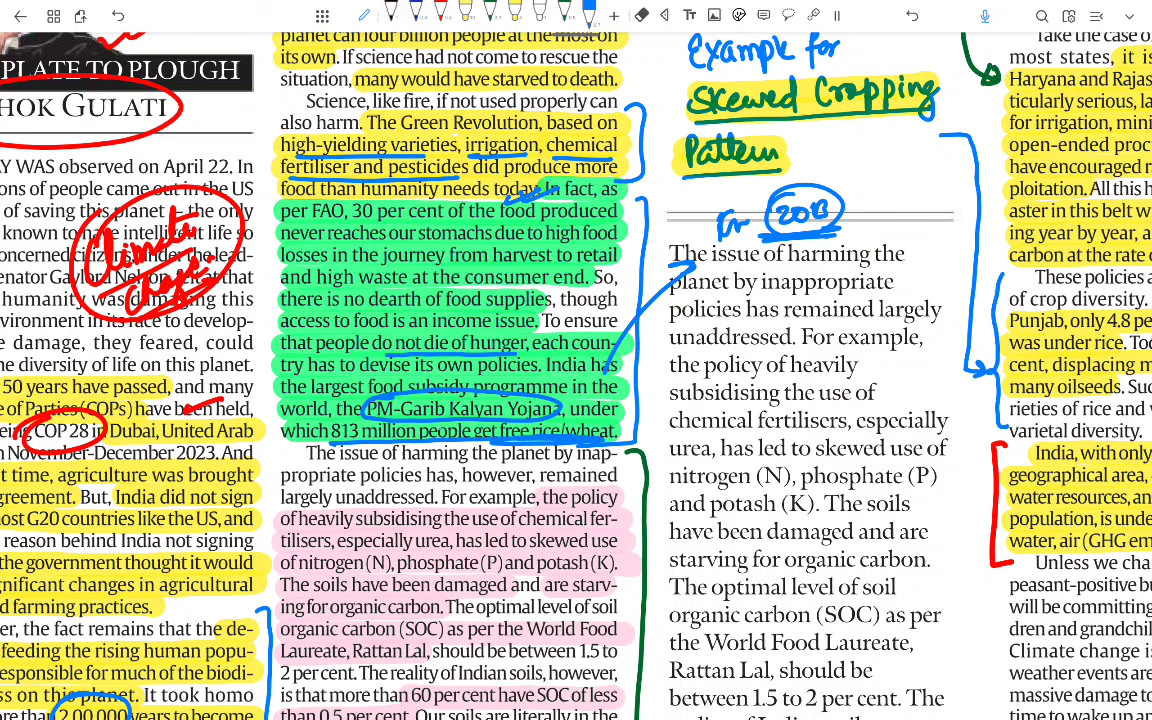 PLATE TO PLOUGH
HOK GULATI
AY WAS observed on April 22. In
ons of people came out in the US
of saving this planet — the only
known to have intelligent life so
concerned citizens, under the lead-
enator Gaylord Nelson, felt that
humanity was damaging this
vironment in its race to develop-
e damage, they feared, could
he diversity of life on this planet.
50 years have passed, and many
e of Parties (COPs) have been held,
eing COP 28 in Dubai, United Arab
n November-December 2023. And
t time, agriculture was brought
greement. But, India did not sign
nost G20 countries like the US, and
reason behind India not signing
the government thought it would
gnificant changes in agricultural
d farming practices.
er, the fact remains that the de-
feeding the rising human popu-
esponsible for much of the biodi-
ss on this planet. It took homo
ore than 2,00,000 years to become
Climate
Change
planet can four billion people at the most on
its own. If science had not come to rescue the
situation, many would have starved to death.
Science, like fire, if not used properly can
also harm. The Green Revolution, based on
high-yielding varieties, irrigation, chemical
fertiliser and pesticides did produce more
food than humanity needs today. In fact, as
per FAO, 30 per cent of the food produced
never reaches our stomachs due to high food
losses in the journey from harvest to retail
and high waste at the consumer end. So,
there is no dearth of food supplies, though
access to food is an income issue. To ensure
that people do not die of hunger, each coun-
try has to devise its own policies. India has
the largest food subsidy programme in the
world, the PM-Garib Kalyan Yojana, under
which 813 million people get free rice/wheat.
The issue of harming the planet by inap-
propriate policies has, however, remained
largely unaddressed. For example, the policy
of heavily subsidising the use of chemical fer-
tilisers, especially urea, has led to skewed use
of nitrogen (N), phosphate (P) and potash (K).
The soils have been damaged and are starv-
ing for organic carbon. The optimal level of soil
organic carbon (SOC) as per the World Food
Laureate, Rattan Lal, should be between 1.5 to
2 per cent. The reality of Indian soils, however,
is that more than 60 per cent have SOC of less
than 0.5 per cent. Our soils are literally in the
Example for
Skewed Cropping
Pattern
2013
The issue of harming the
planet by inappropriate
policies has remained largely
unaddressed. For example,
the policy of heavily
subsidising the use of
chemical fertilisers, especially
urea, has led to skewed use of
nitrogen (N), phosphate (P)
and potash (K). The soils
have been damaged and are
starving for organic carbon.
The optimal level of soil
organic carbon (SOC) as per
the World Food Laureate,
Rattan Lal, should be
between 1.5 to 2 per cent. The
Take the case o
most states, it is
Haryana and Rajas
ticularly serious, la
for irrigation, mini
open-ended proc
have encouraged r
ploitation. All this h
aster in this belt w
ing year by year, a
carbon at the rate o
These policies a
of crop diversity.
Punjab, only 4.8 pe
was under rice. Tod
cent, displacing m
many oilseeds. Suc
rieties of rice and w
varietal diversity.
India, with only
geographical area,
water resources, an
population, is unde
water, air (GHG em
Unless we cha
peasant-positive bu
will be committing
dren and grandchil
Climate change is
weather events are
massive damage to
time to wake up an